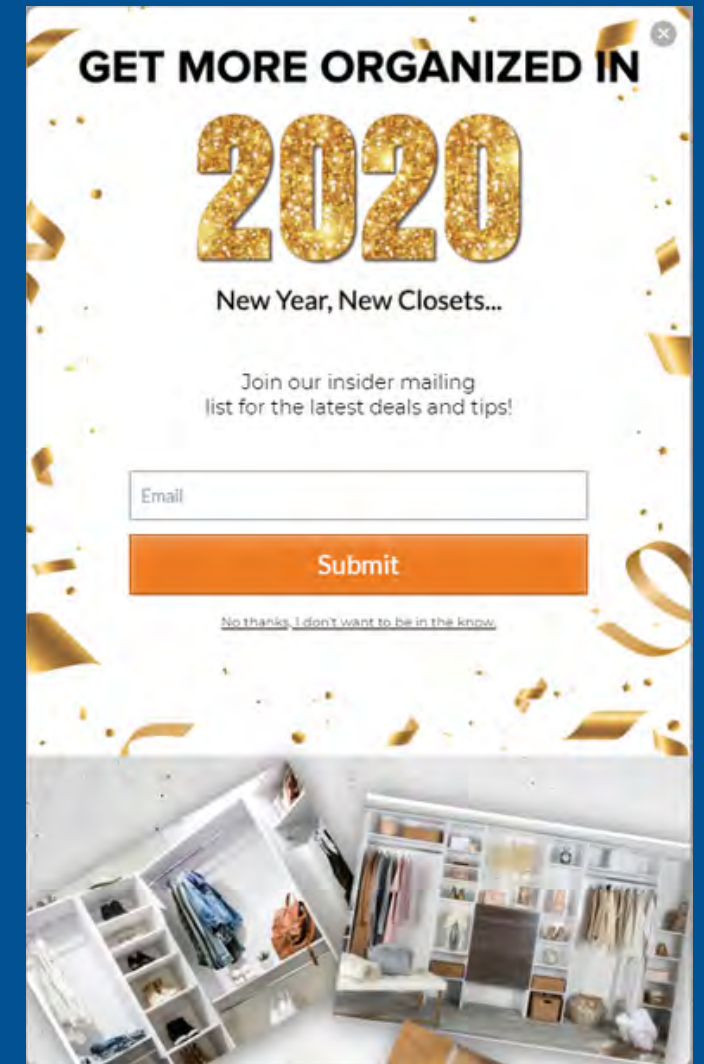 GET MORE ORGANIZED IN
2020
New Year, New Closets...
Join our insider mailing
list for the latest deals and tips!
Email
Submit
No thanks, I don't want to be in the know.